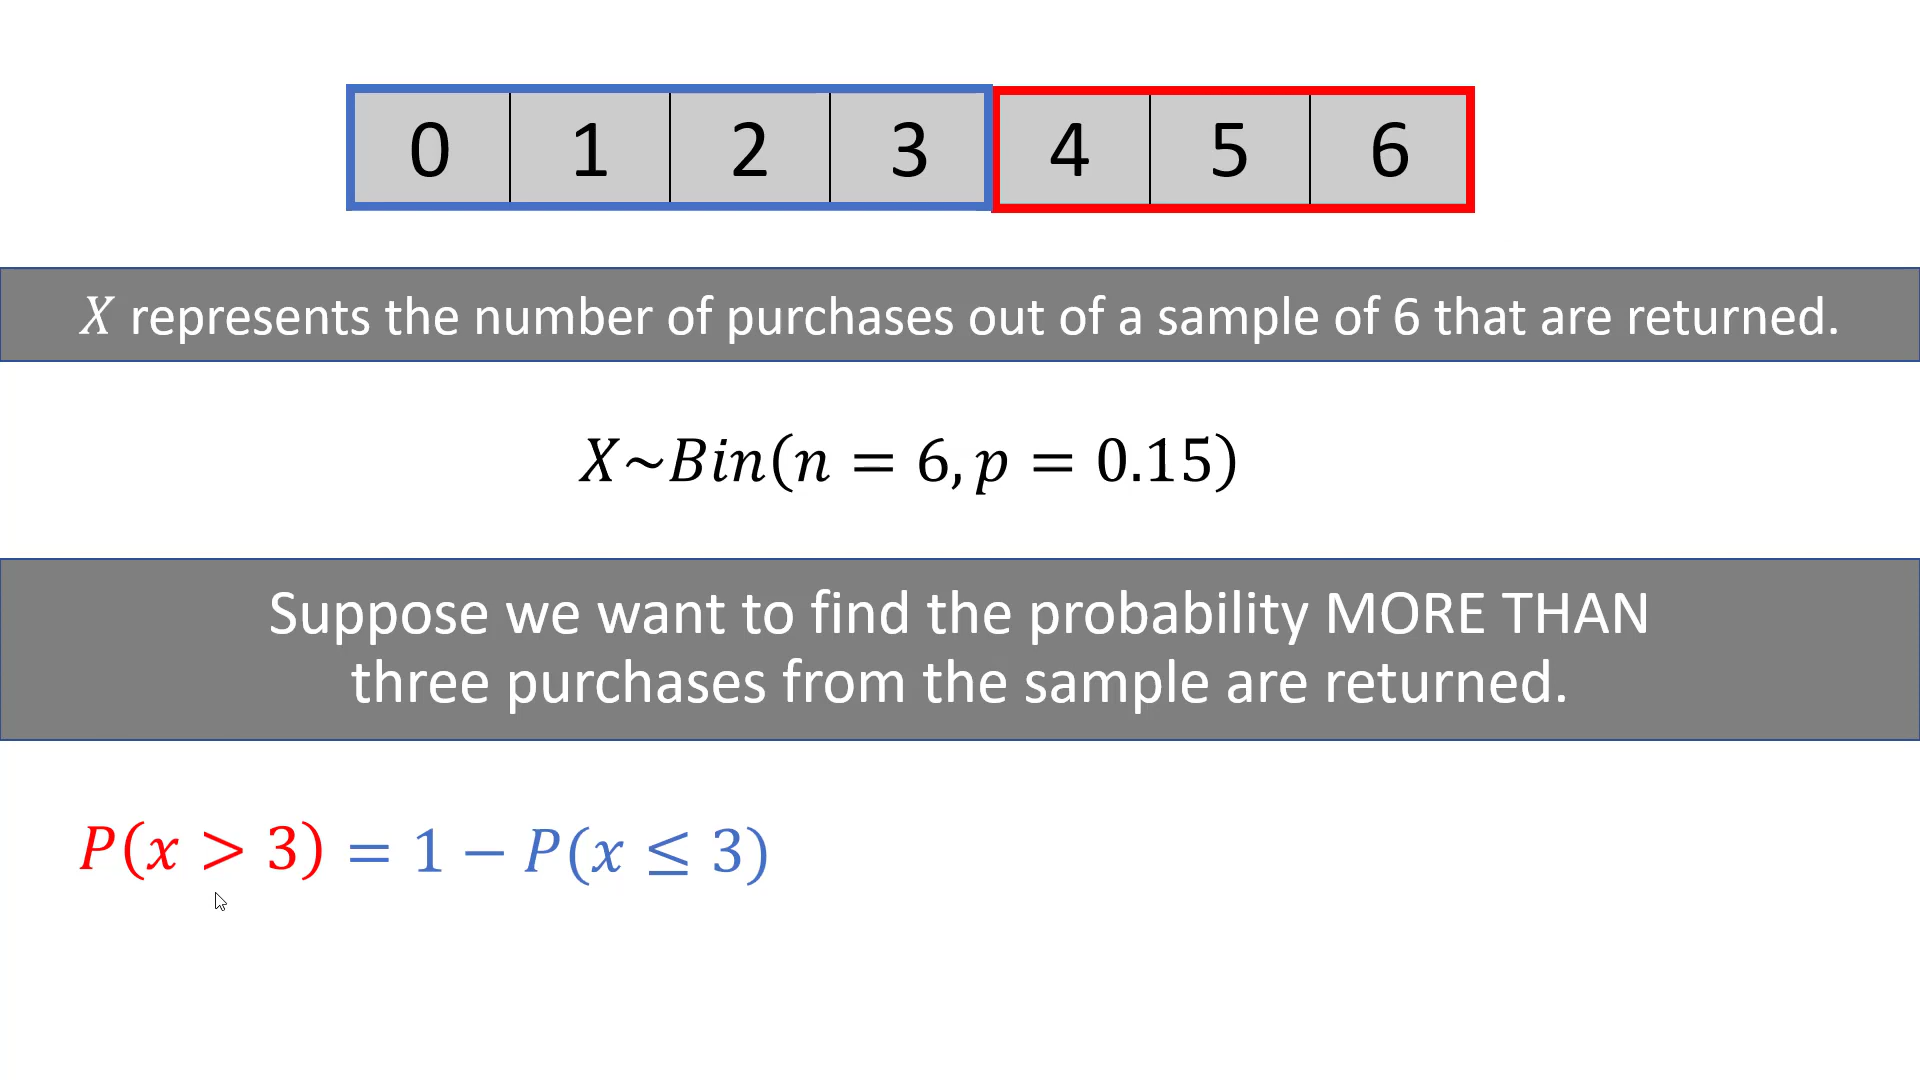 0 1 2 3 4 5 6
X represents the number of purchases out of a sample of 6 that are returned.
X~Bin(n = 6, p = 0.15)
Suppose we want to find the probability MORE THAN
three purchases from the sample are returned.
P(x > 3) = 1 − P(x ≤ 3)